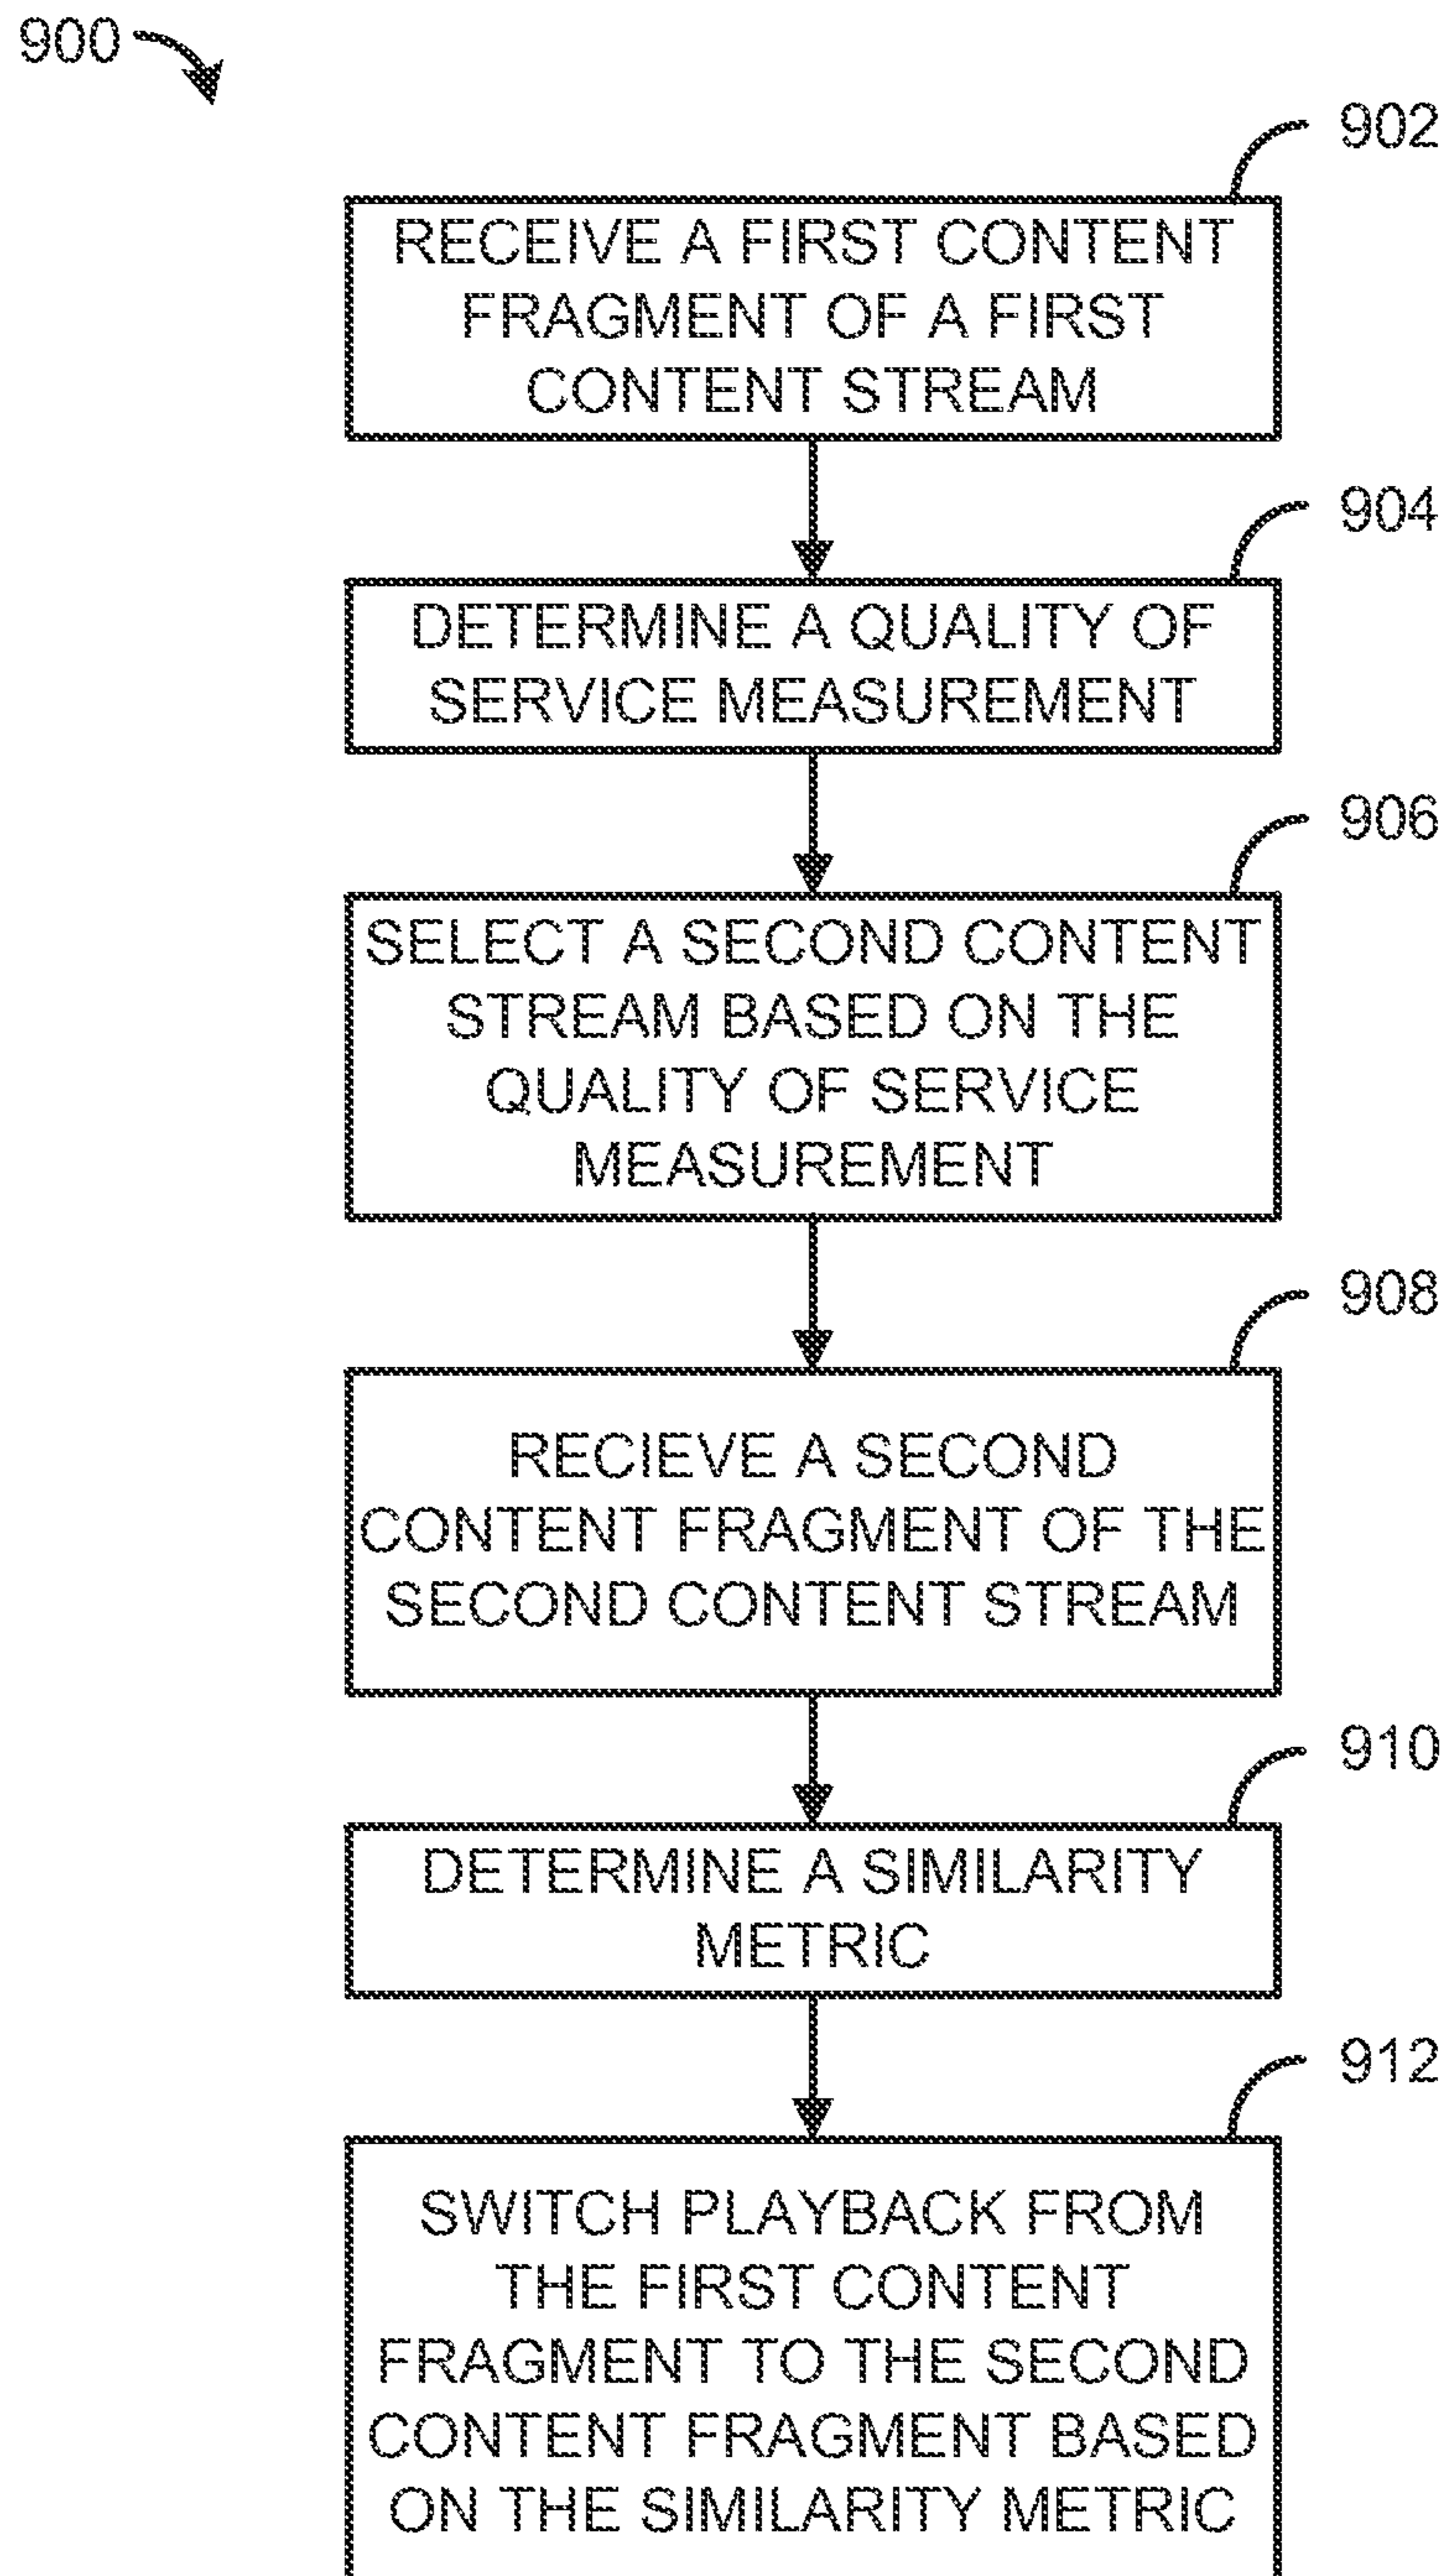 900
902
RECEIVE A FIRST CONTENT
FRAGMENT OF A FIRST
CONTENT STREAM
904
DETERMINE A QUALITY OF
SERVICE MEASUREMENT
906
SELECT A SECOND CONTENT
STREAM BASED ON THE
QUALITY OF SERVICE
MEASUREMENT
908
RECIEVE A SECOND
CONTENT FRAGMENT OF THE
SECOND CONTENT STREAM
910
DETERMINE A SIMILARITY
METRIC
912
SWITCH PLAYBACK FROM
THE FIRST CONTENT
FRAGMENT TO THE SECOND
CONTENT FRAGMENT BASED
ON THE SIMILARITY METRIC